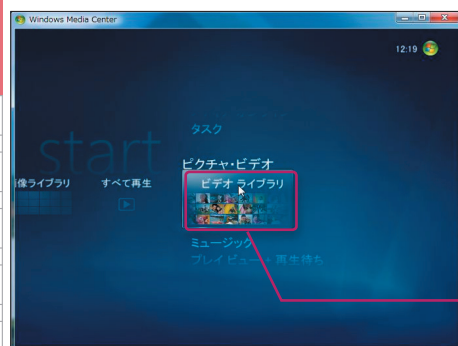 Windows Media Center
12:19
start
タスク
ピクチャ・ビデオ
像ライブラリ
すべて再生
ビデオ ライブラリ
ミュージック
プレイビュー + 再生待ち